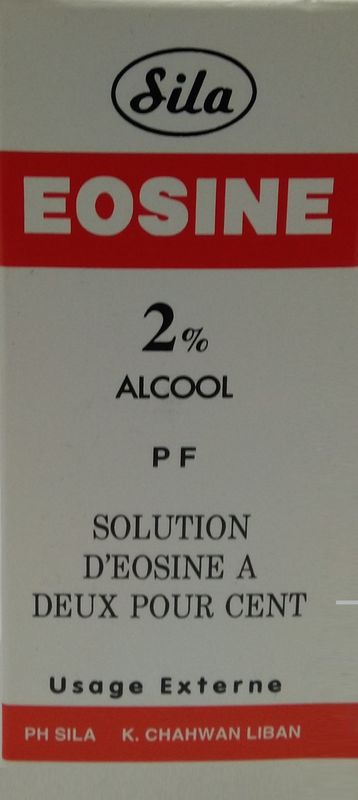 Sila
EOSINE
2%
ALCOOL
PF
SOLUTION
D'EOSINE A
DEUX POUR CENT
Usage Externe
PH SILA K. CHAHWAN LIBAN